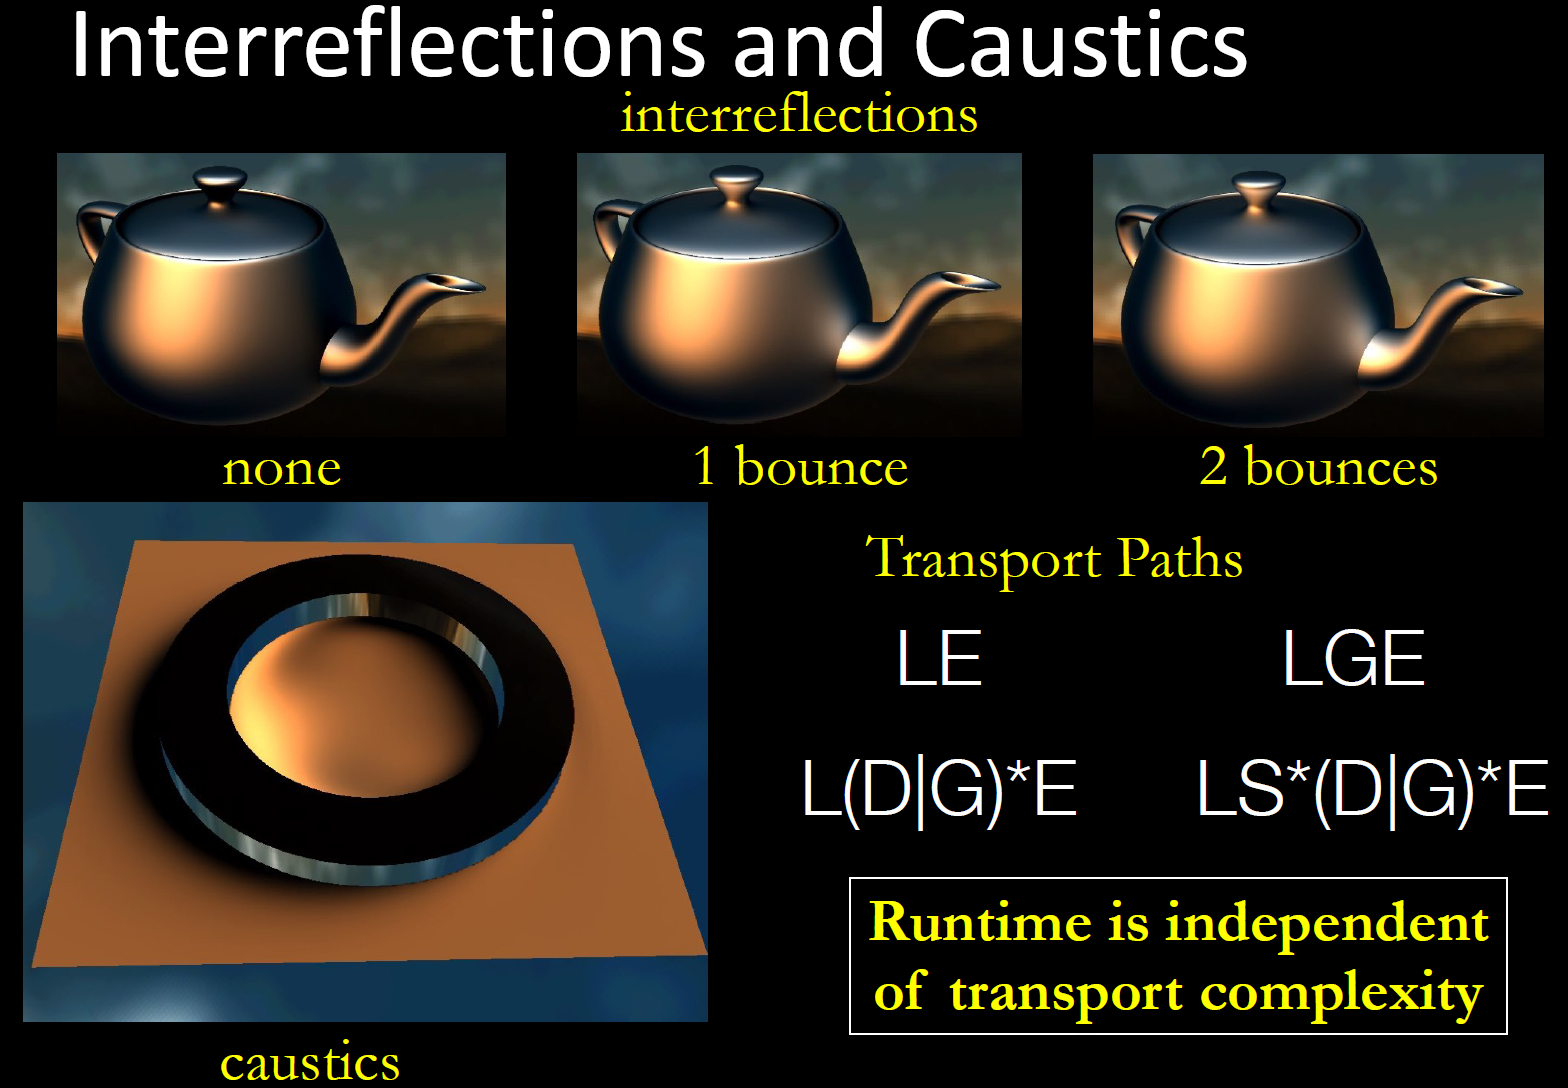 Interreflections and Caustics
interreflections
none
1 bounce
2 bounces
Transport Paths
LE
LGE
L(D|G)*E
LS*(D|G)*E
Runtime is independent
of transport complexity
caustics